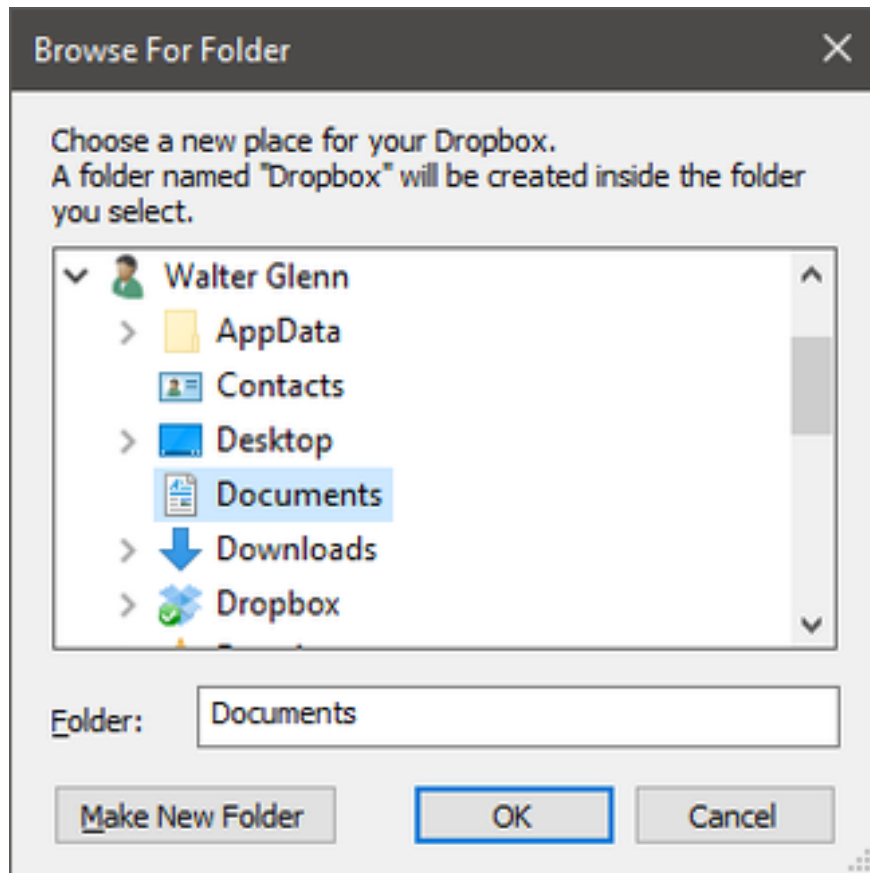 Browse For Folder
Choose a new place for your Dropbox.
A folder named "Dropbox" will be created inside the folder
you select.
Walter Glenn
AppData
Contacts
Desktop
Documents
Downloads
Dropbox
Folder:
Documents
Make New Folder
OK
Cancel